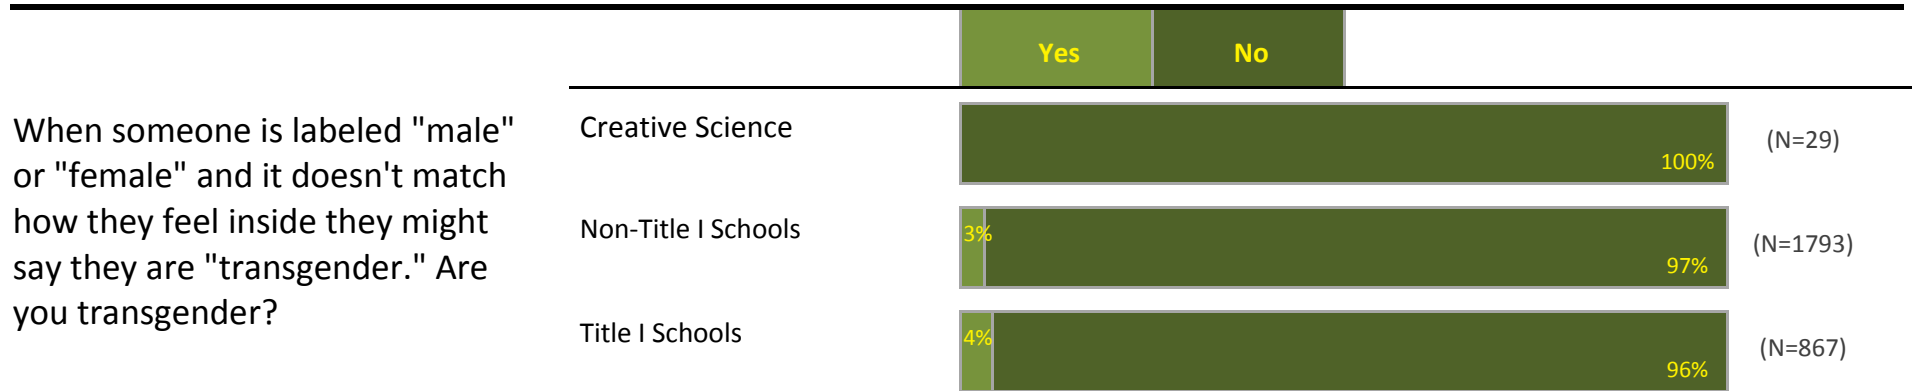 Yes No
When someone is labeled "male"
or "female" and it doesn't match
how they feel inside they might
say they are "transgender." Are
you transgender?
Creative Science 100% (N=29)
Non-Title I Schools 3% 97% (N=1793)
Title I Schools 4% 96% (N=867)